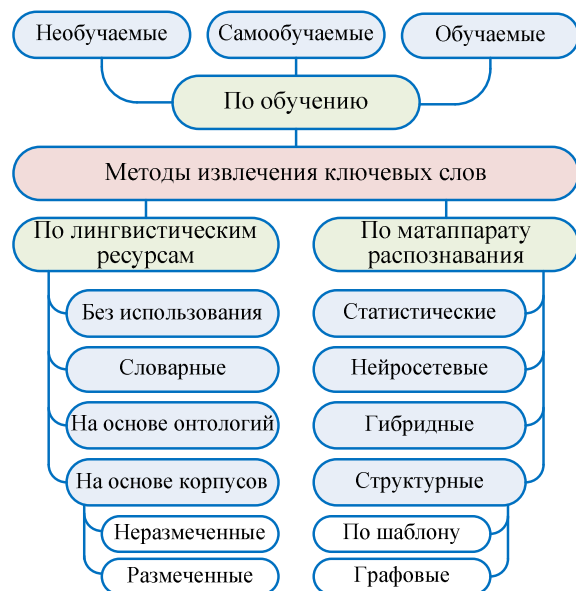 Необучаемые
Самообучаемые
Обучаемые
По обучению
Методы извлечения ключевых слов
По лингвистическим
ресурсам
Без использования
Словарные
На основе онтологий
На основе корпусов
Неразмеченные
Размеченные
По матаппарату
распознавания
Статистические
Нейросетевые
Гибридные
Структурные
По шаблону
Графовые